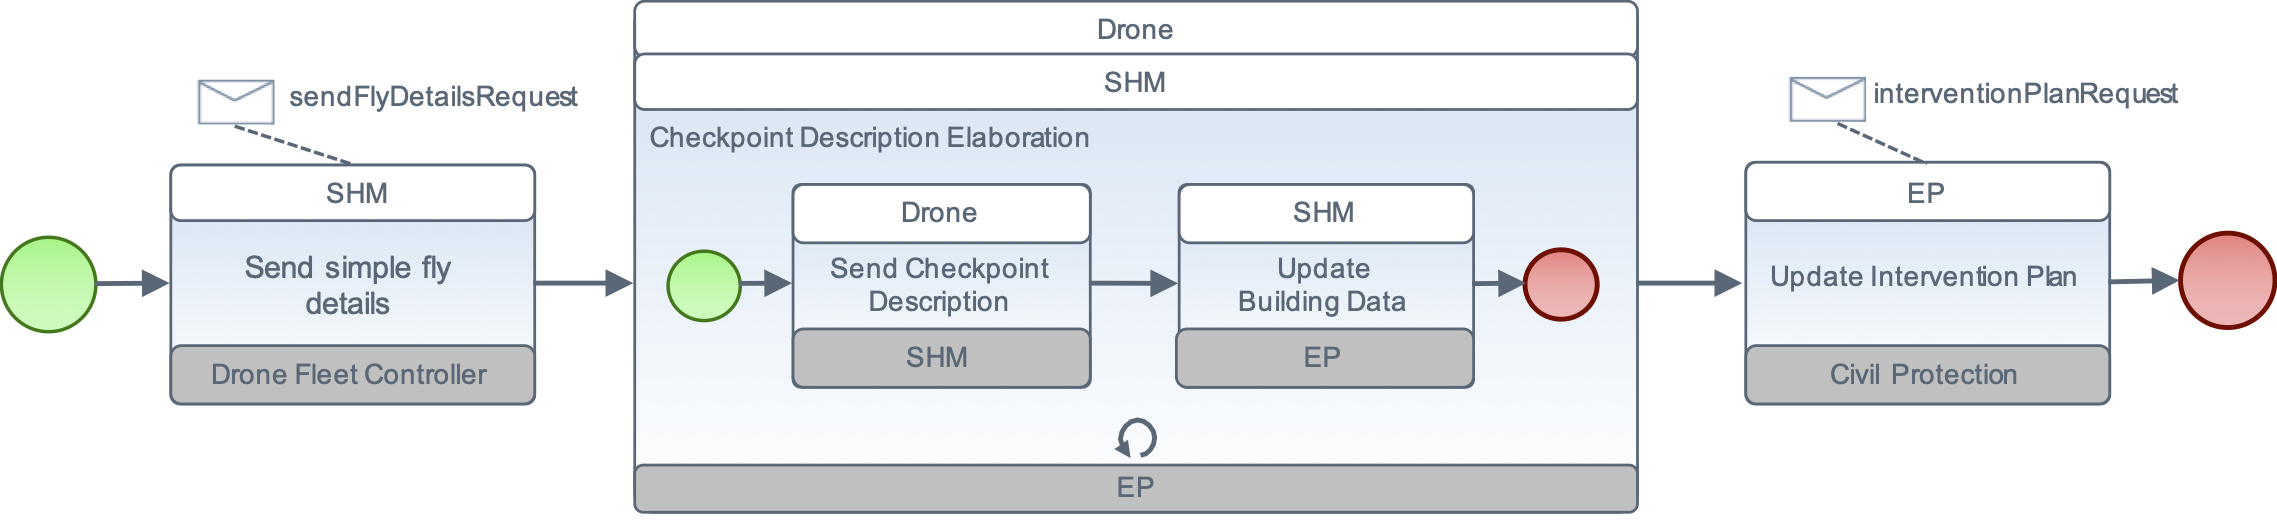 sendFlyDetailsRequest
SHM
Send simple fly
details
Drone Fleet Controller
Drone
SHM
Checkpoint Description Elaboration
Drone
Send Checkpoint
Description
SHM
SHM
Update
Building Data
EP
EP
interventionPlanRequest
EP
Update Intervention Plan
Civil Protection